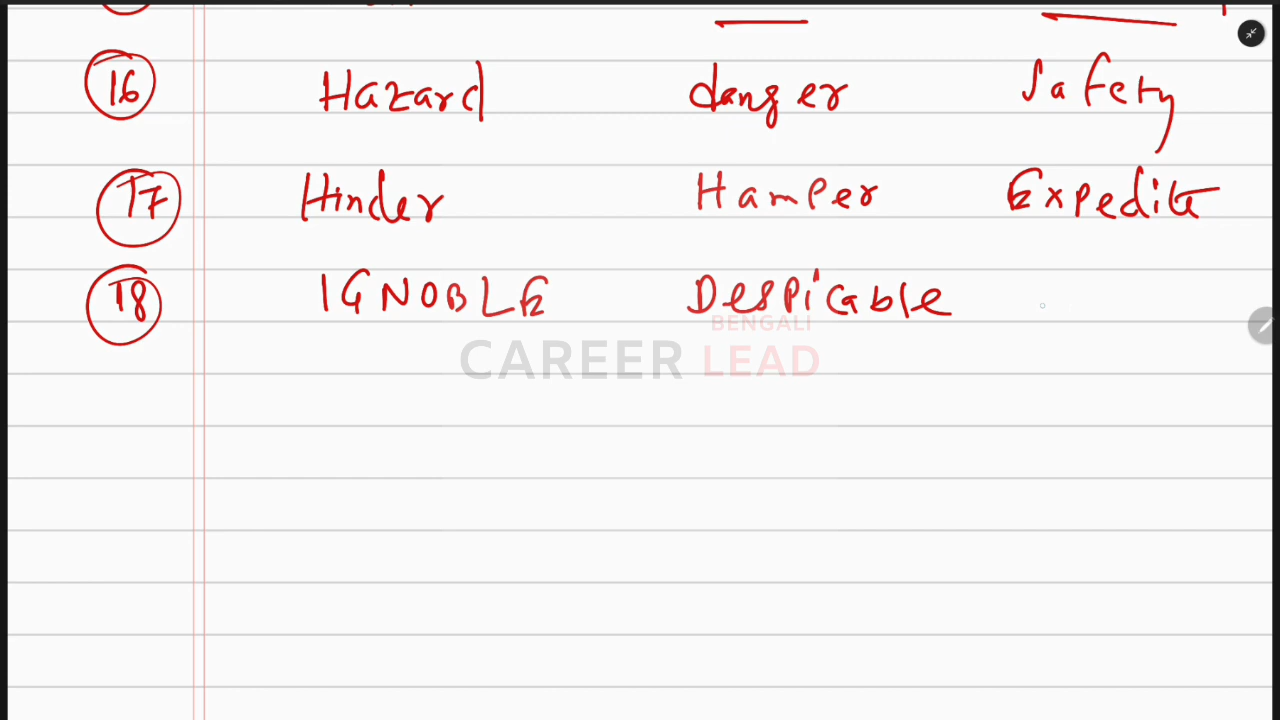 16 Hazard danger Safety
17 Hinder Hamper Expedite
18 IGNOBLE Despicable
BENGALI
CAREER LEAD